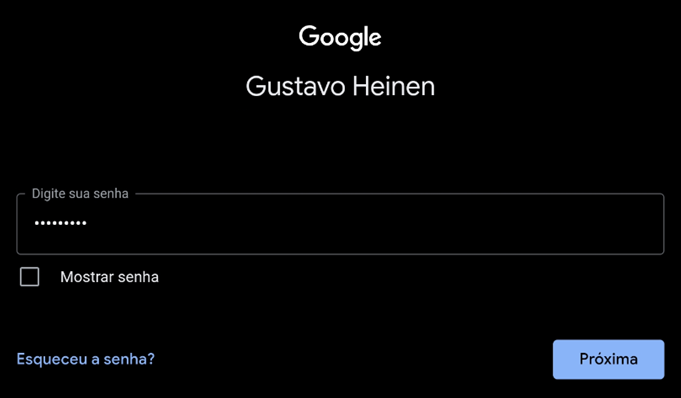 Google
Gustavo Heinen
Digite sua senha
•••••••••
Mostrar senha
Esqueceu a senha?
Próxima